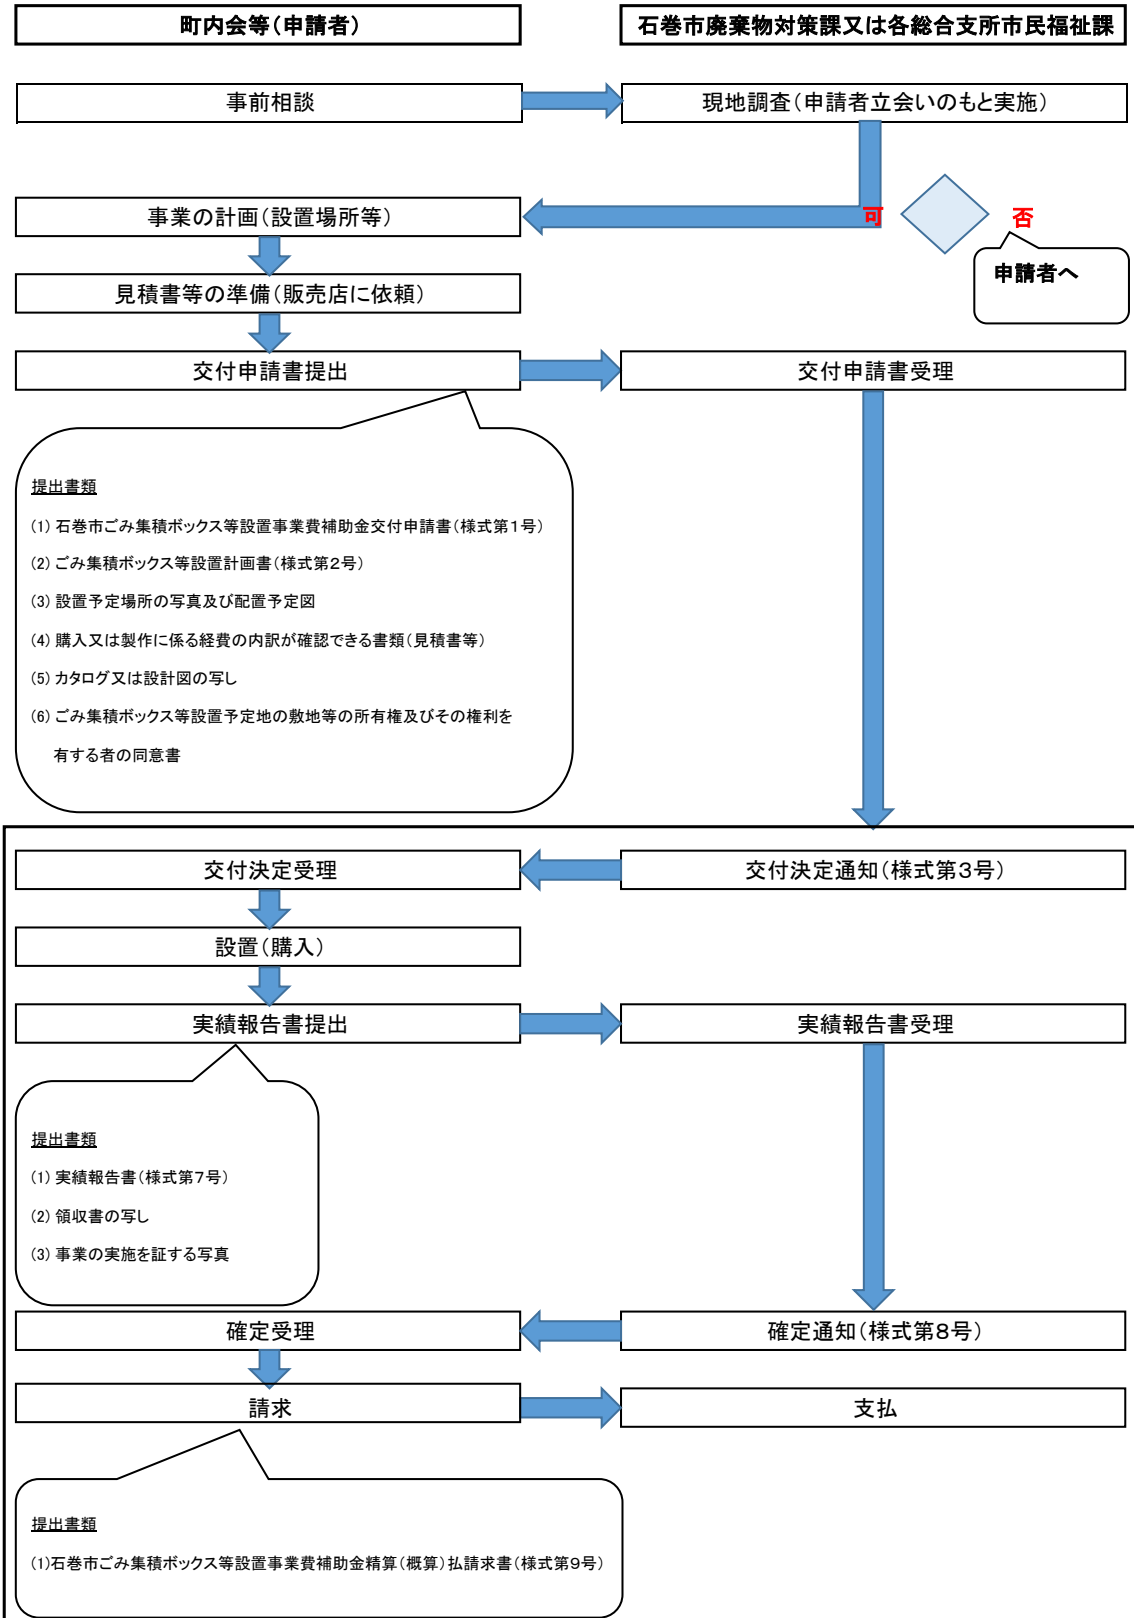 町内会等(申請者)
石巻市廃棄物対策課又は各総合支所市民福祉課
事前相談
現地調査(申請者立会いのもと実施)
事業の計画(設置場所等)
可
否
申請者へ
見積書等の準備(販売店に依頼)
交付申請書提出
交付申請書受理
提出書類
(1) 石巻市ごみ集積ボックス等設置事業費補助金交付申請書(様式第1号)
(2) ごみ集積ボックス等設置計画書(様式第2号)
(3) 設置予定場所の写真及び配置予定図
(4) 購入又は製作に係る経費の内訳が確認できる書類(見積書等)
(5) カタログ又は設計図の写し
(6) ごみ集積ボックス等設置予定地の敷地等の所有権及びその権利を
有する者の同意書
交付決定受理
交付決定通知(様式第3号)
設置(購入)
実績報告書提出
実績報告書受理
提出書類
(1) 実績報告書(様式第7号)
(2) 領収書の写し
(3) 事業の実施を証する写真
確定受理
確定通知(様式第8号)
請求
支払
提出書類
(1)石巻市ごみ集積ボックス等設置事業費補助金精算(概算)払請求書(様式第9号)